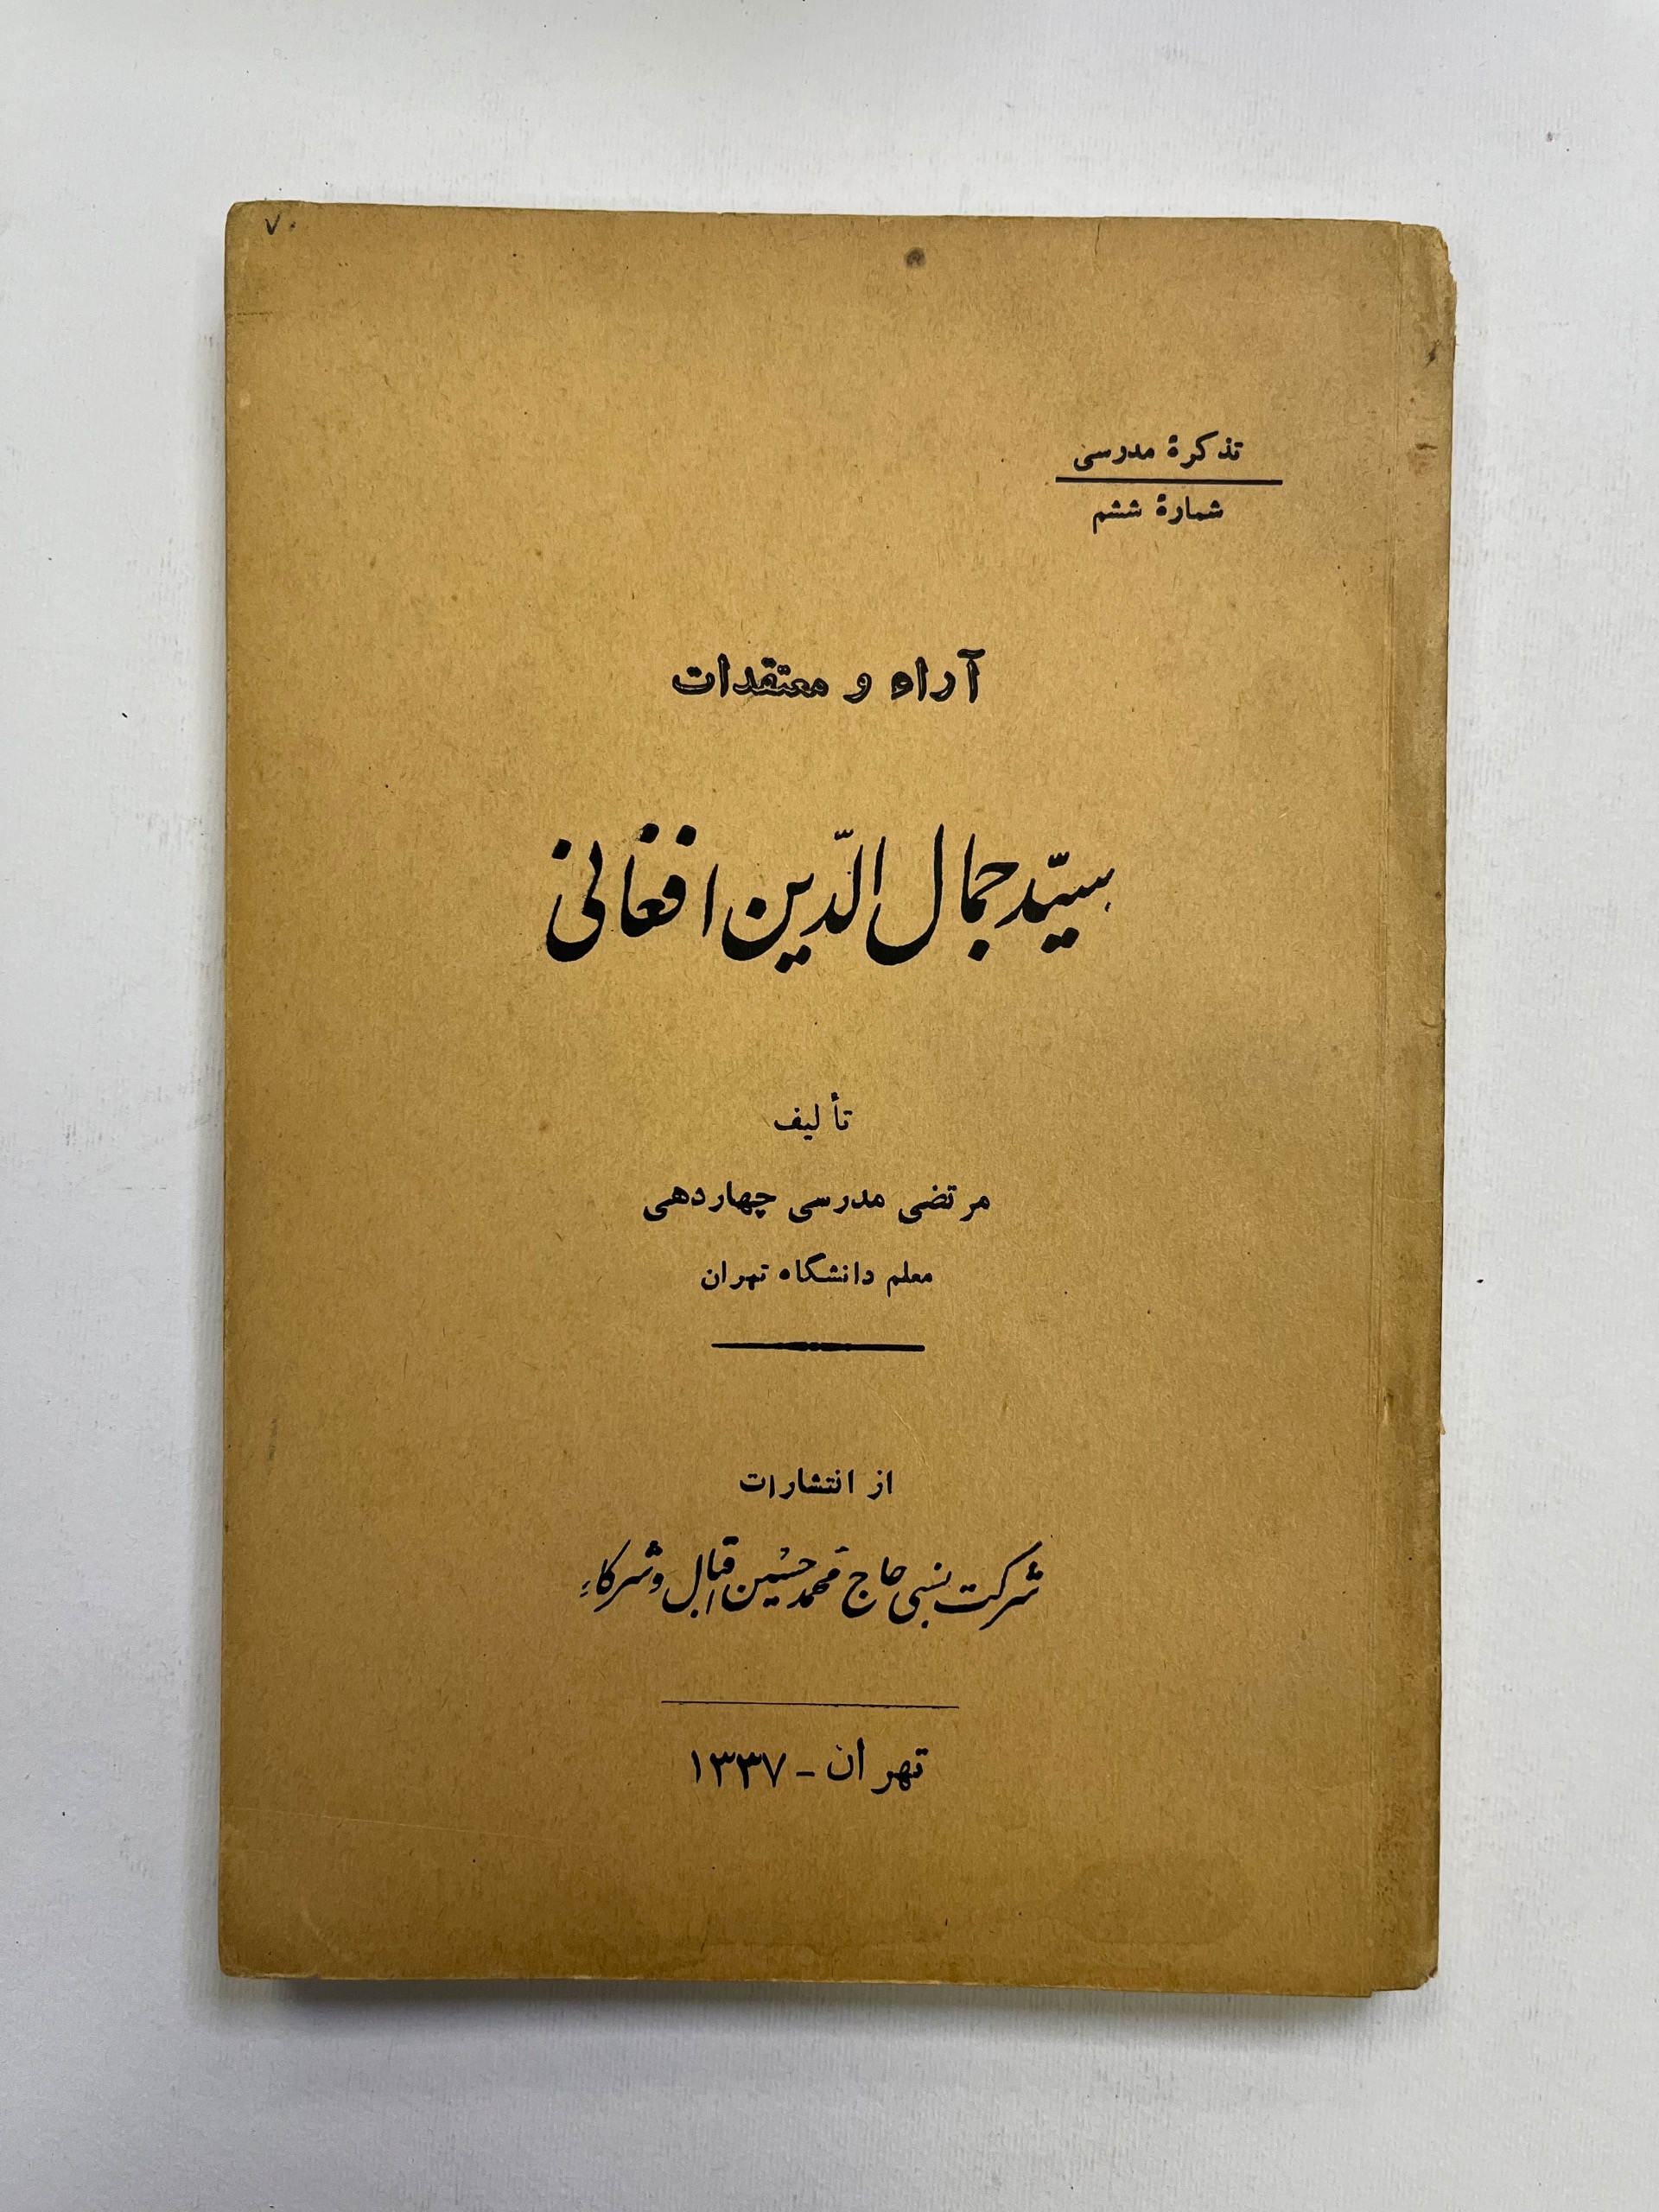 ۷۰
تذکرهٔ مدرسی
شمارهٔ ششم
آراء و معتقدات
سیّد جمال الدّین افغانی
تألیف
مرتضی مدرسی چهاردهی
معلم دانشگاه تهران
از انتشارات
شرکت نسبی حاج محمد حسین اقبال و شرکاء
تهران - ۱۳۳۷